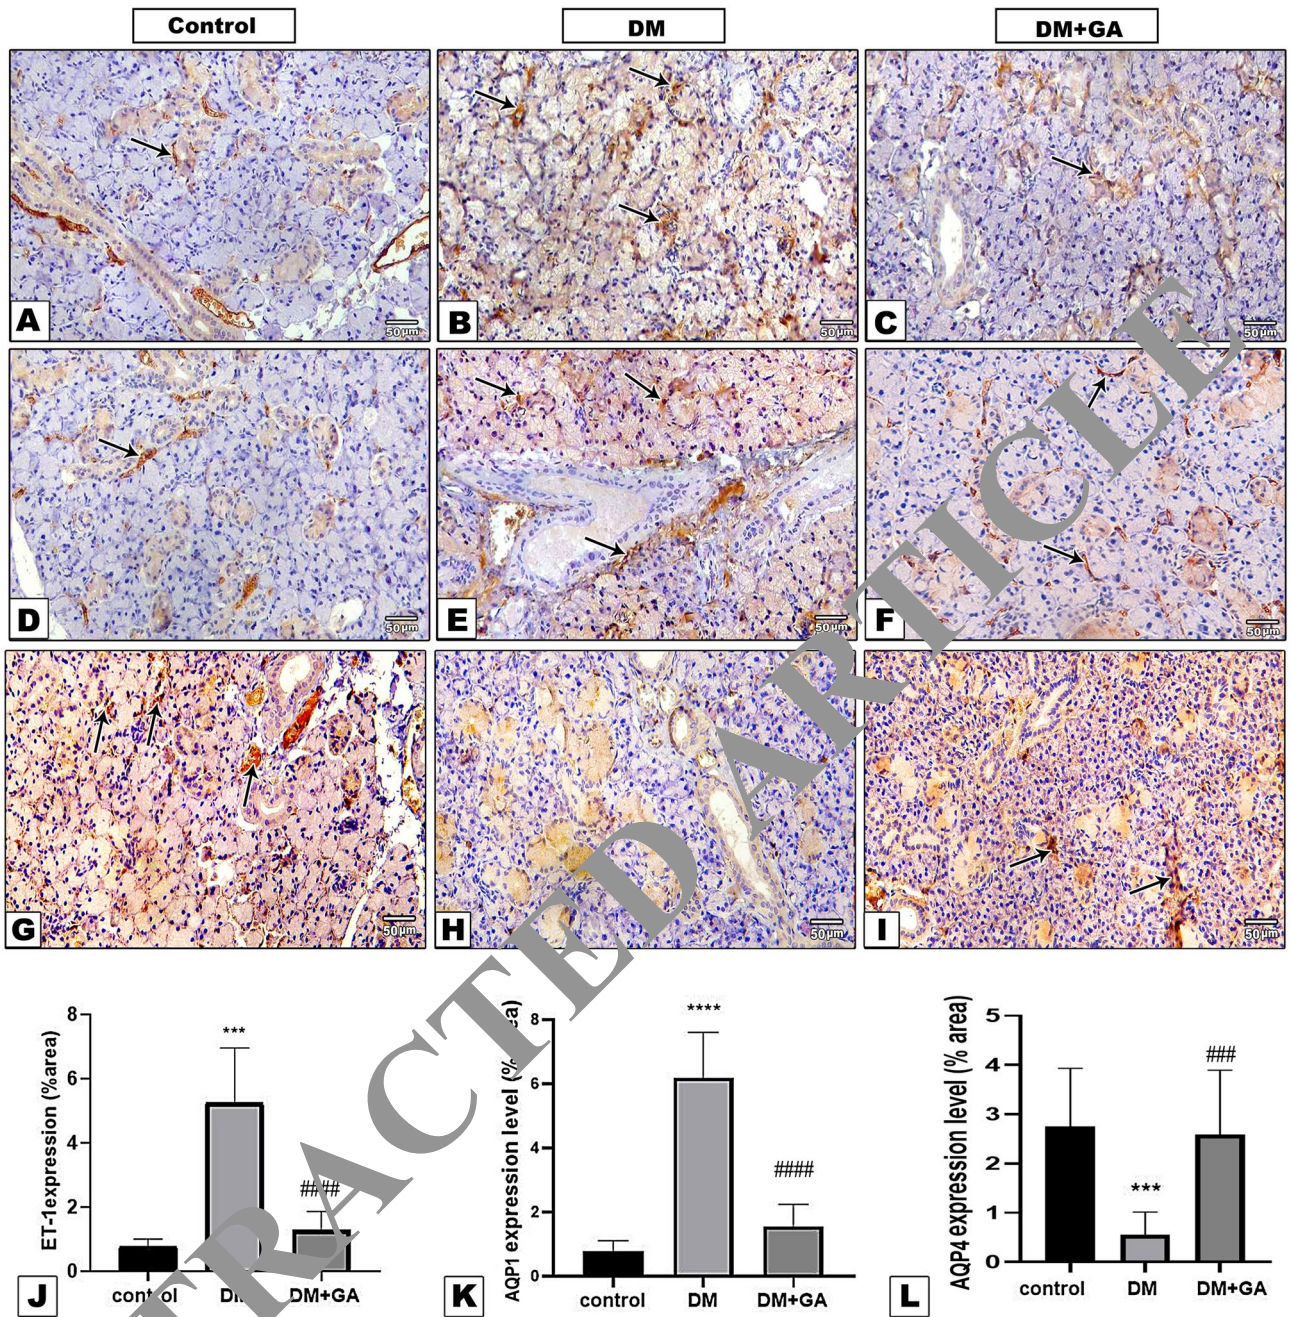 Control
DM
DM+GA
A
50 µm
B
50 µm
C
50 µm
D
50 µm
E
50 µm
F
50 µm
G
50 µm
H
50 µm
I
50 µm
ET-1expression (%area)
8
6
4
2
0
***
####
control
DM+GA
J
AQP1 expression level (%
8
6
4
2
0
****
####
control
DM
DM+GA
K
AQP4 expression level (% area)
5
4
3
2
1
0
***
###
control
DM
DM+GA
L
TRACTED ARTICLE